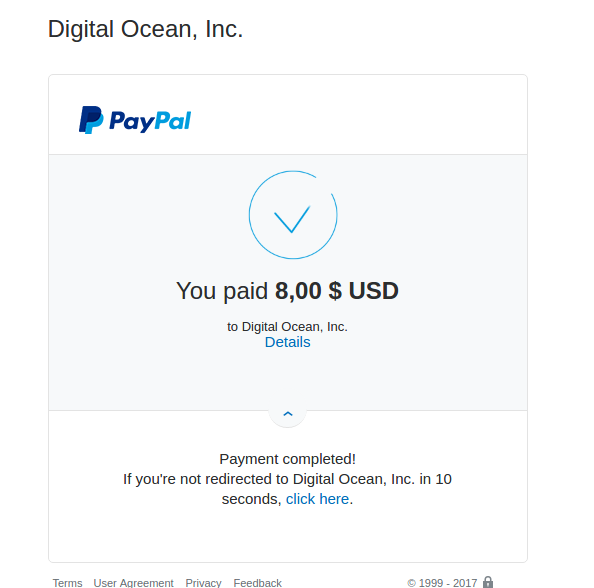 Digital Ocean, Inc.
PayPal
You paid 8,00 $ USD
to Digital Ocean, Inc.
Details
Payment completed!
If you're not redirected to Digital Ocean, Inc. in 10
seconds, click here.
Terms User Agreement Privacy Feedback © 1999 - 2017